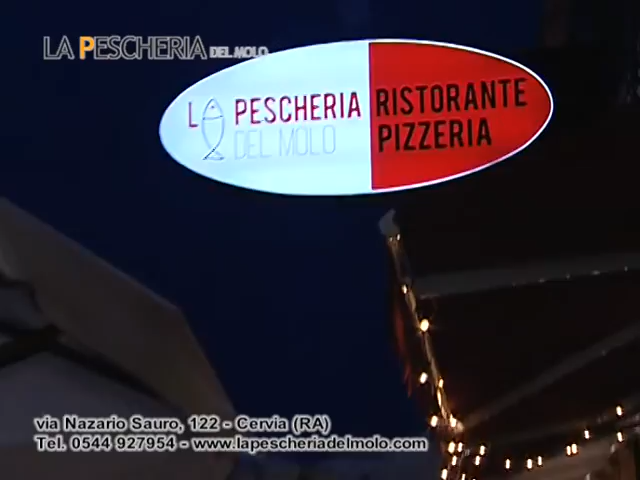 LA PESCHERIA DEL MOLO
LA PESCHERIA
DEL MOLO
RISTORANTE
PIZZERIA
via Nazario Sauro, 122 - Cervia (RA)
Tel. 0544 927954 - www.lapescheriadelmolo.com